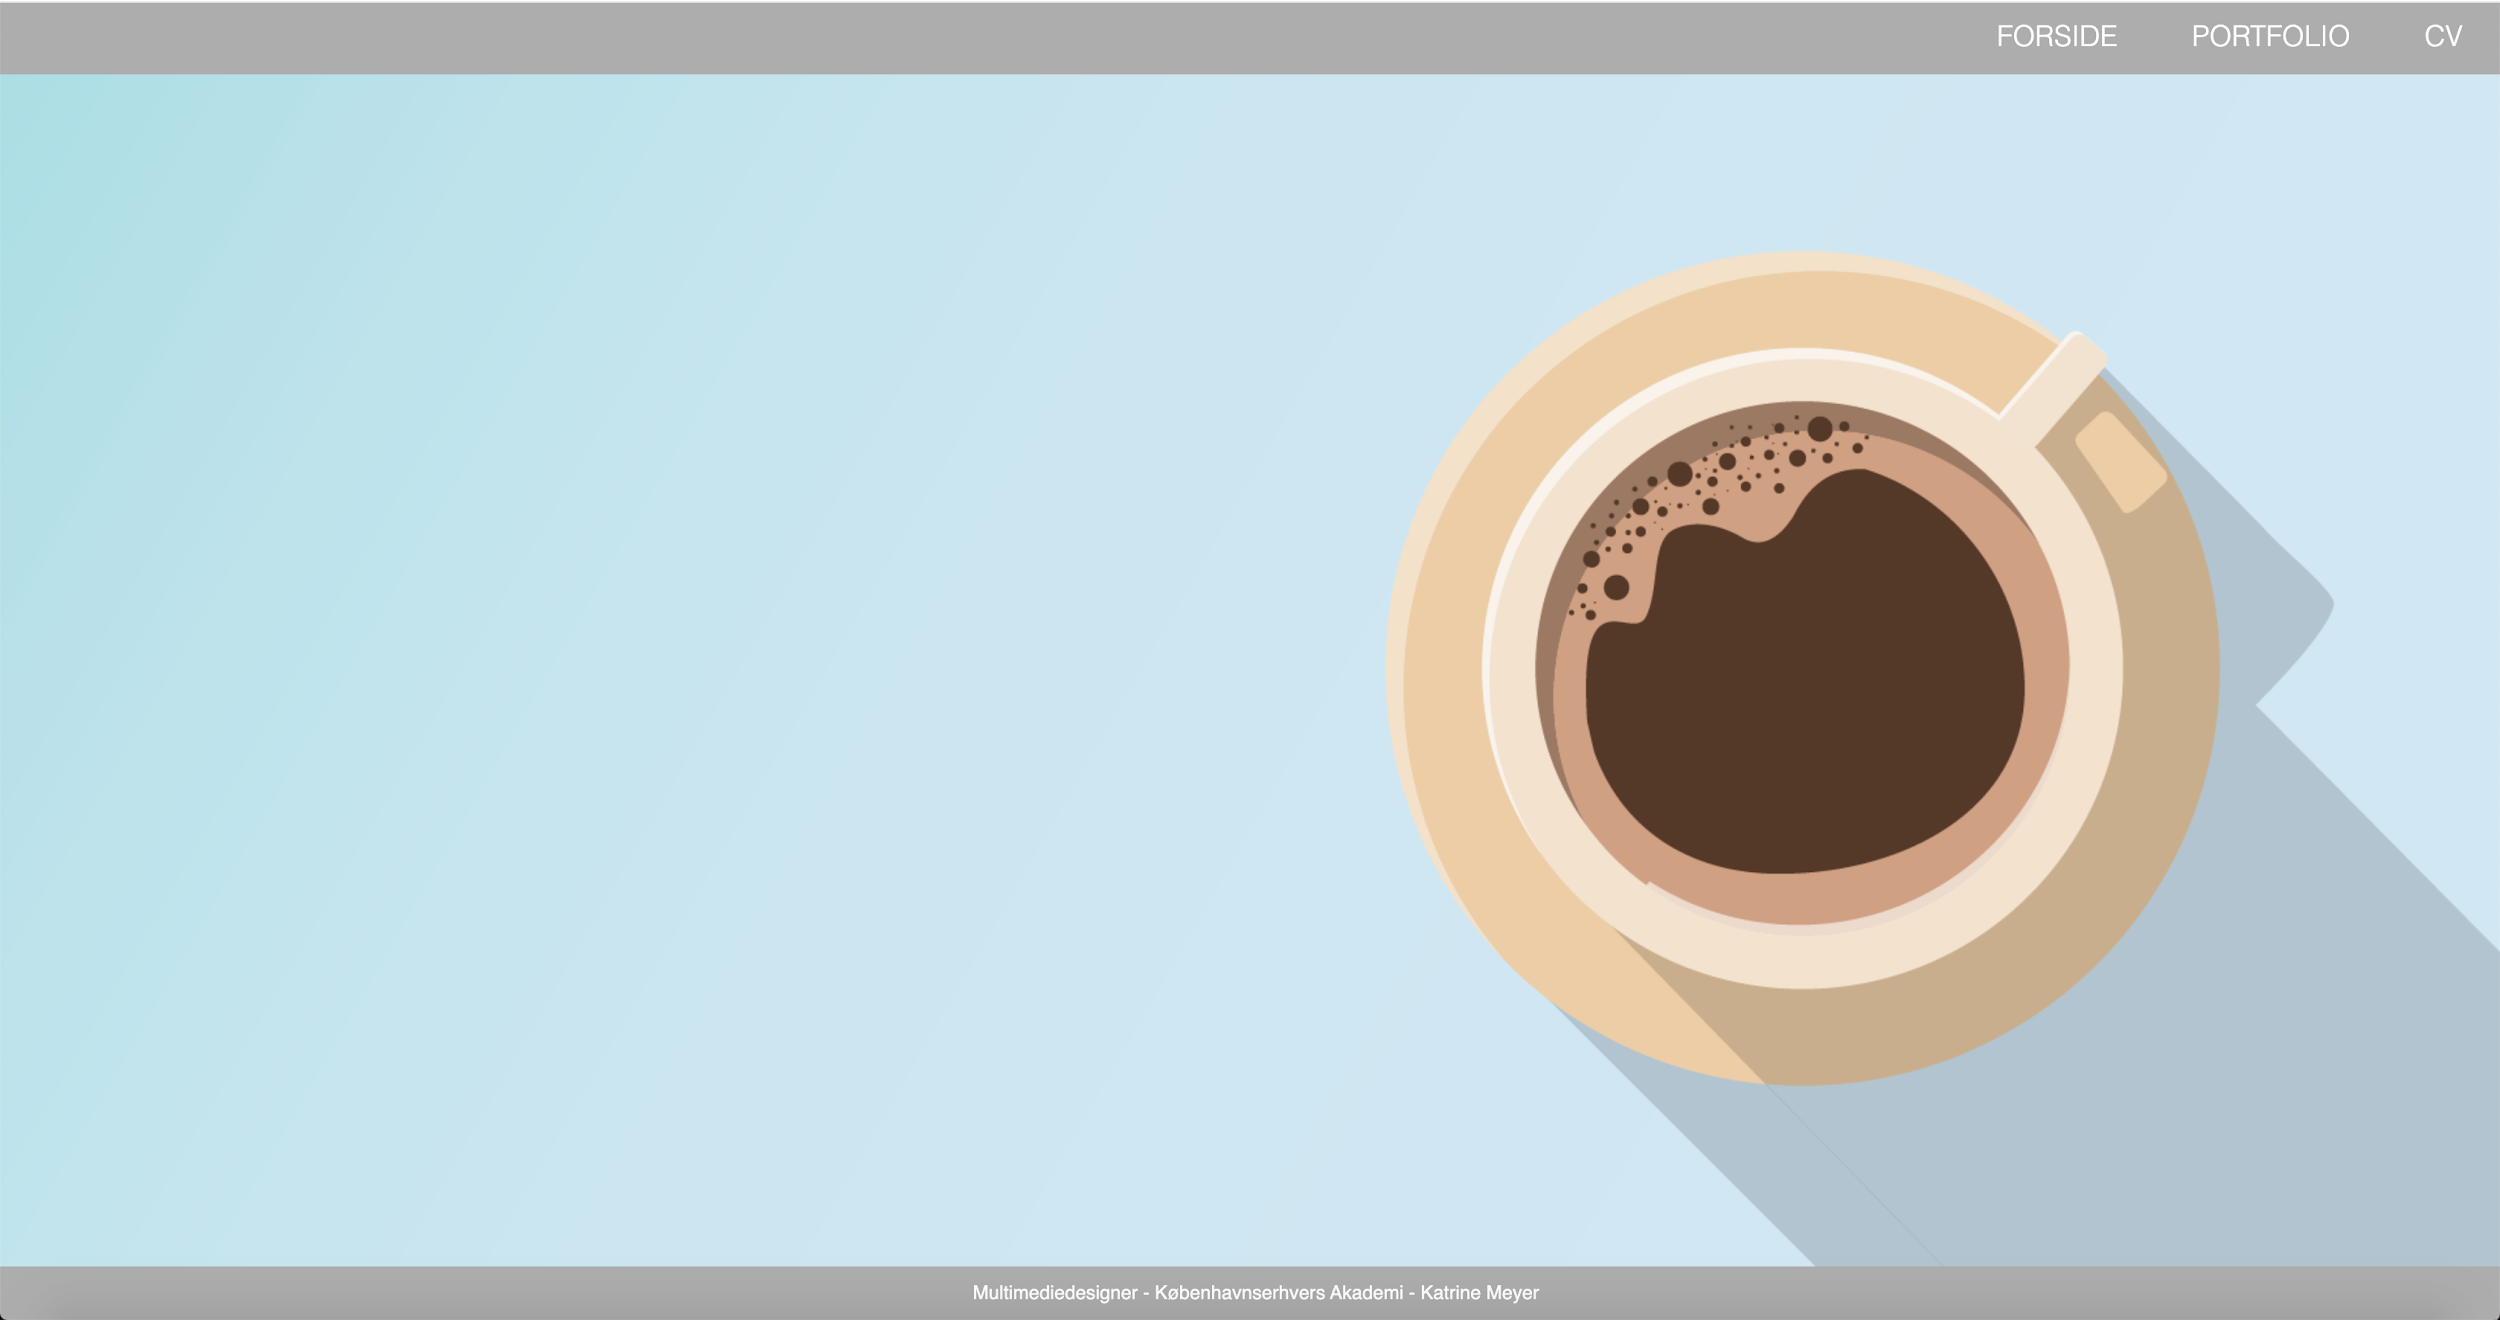 FORSIDE PORTFOLIO CV
Multimediedesigner - Københavnserhvers Akademi - Katrine Meyer